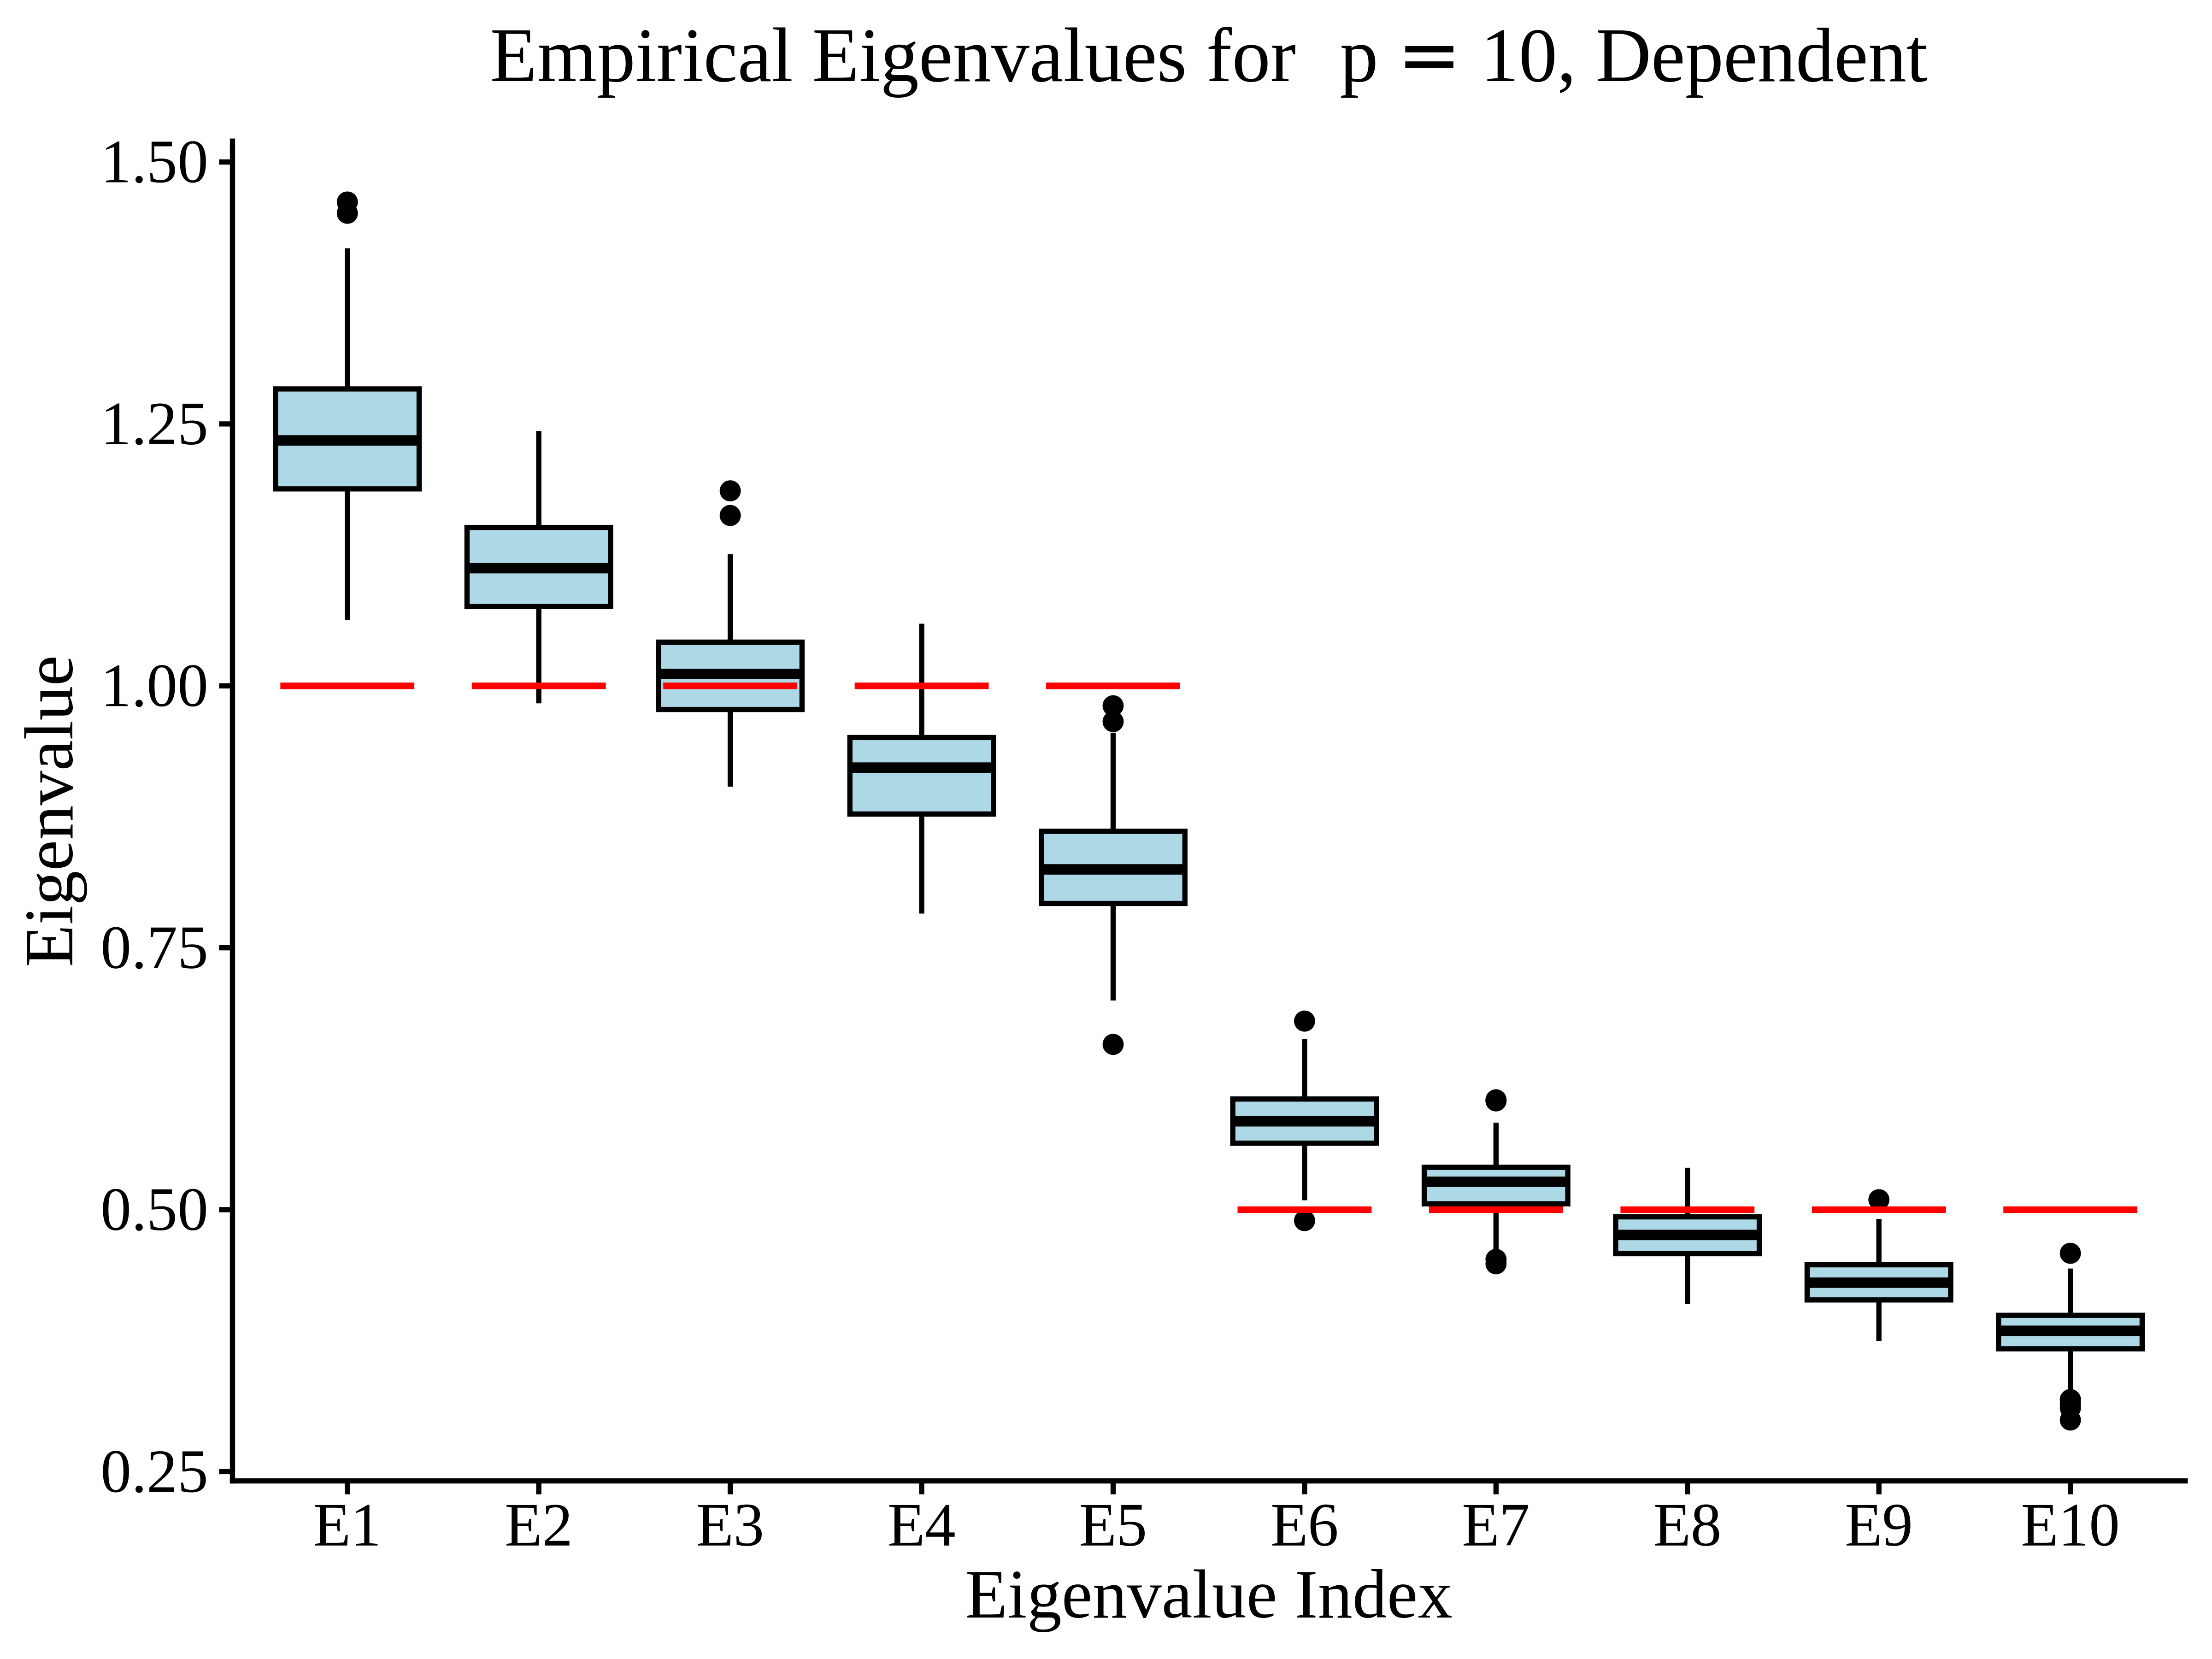 Empirical Eigenvalues for p = 10, Dependent
1.50
1.25
1.00
0.75
0.50
0.25
Eigenvalue
E1 E2 E3 E4 E5 E6 E7 E8 E9 E10
Eigenvalue Index